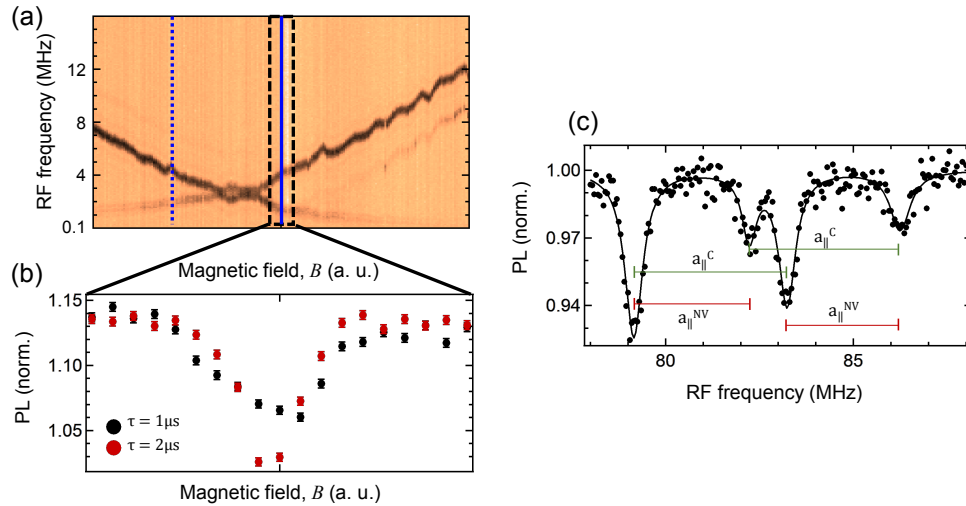 (a)
RF frequency (MHz)
12
8
4
0.1
Magnetic field, B (a. u.)
(b)
PL (norm.)
1.15
1.10
1.05
τ = 1μs
τ = 2μs
Magnetic field, B (a. u.)
(c)
PL (norm.)
1.00
0.97
0.94
a∥C
a∥C
a∥NV
a∥NV
80
85
RF frequency (MHz)